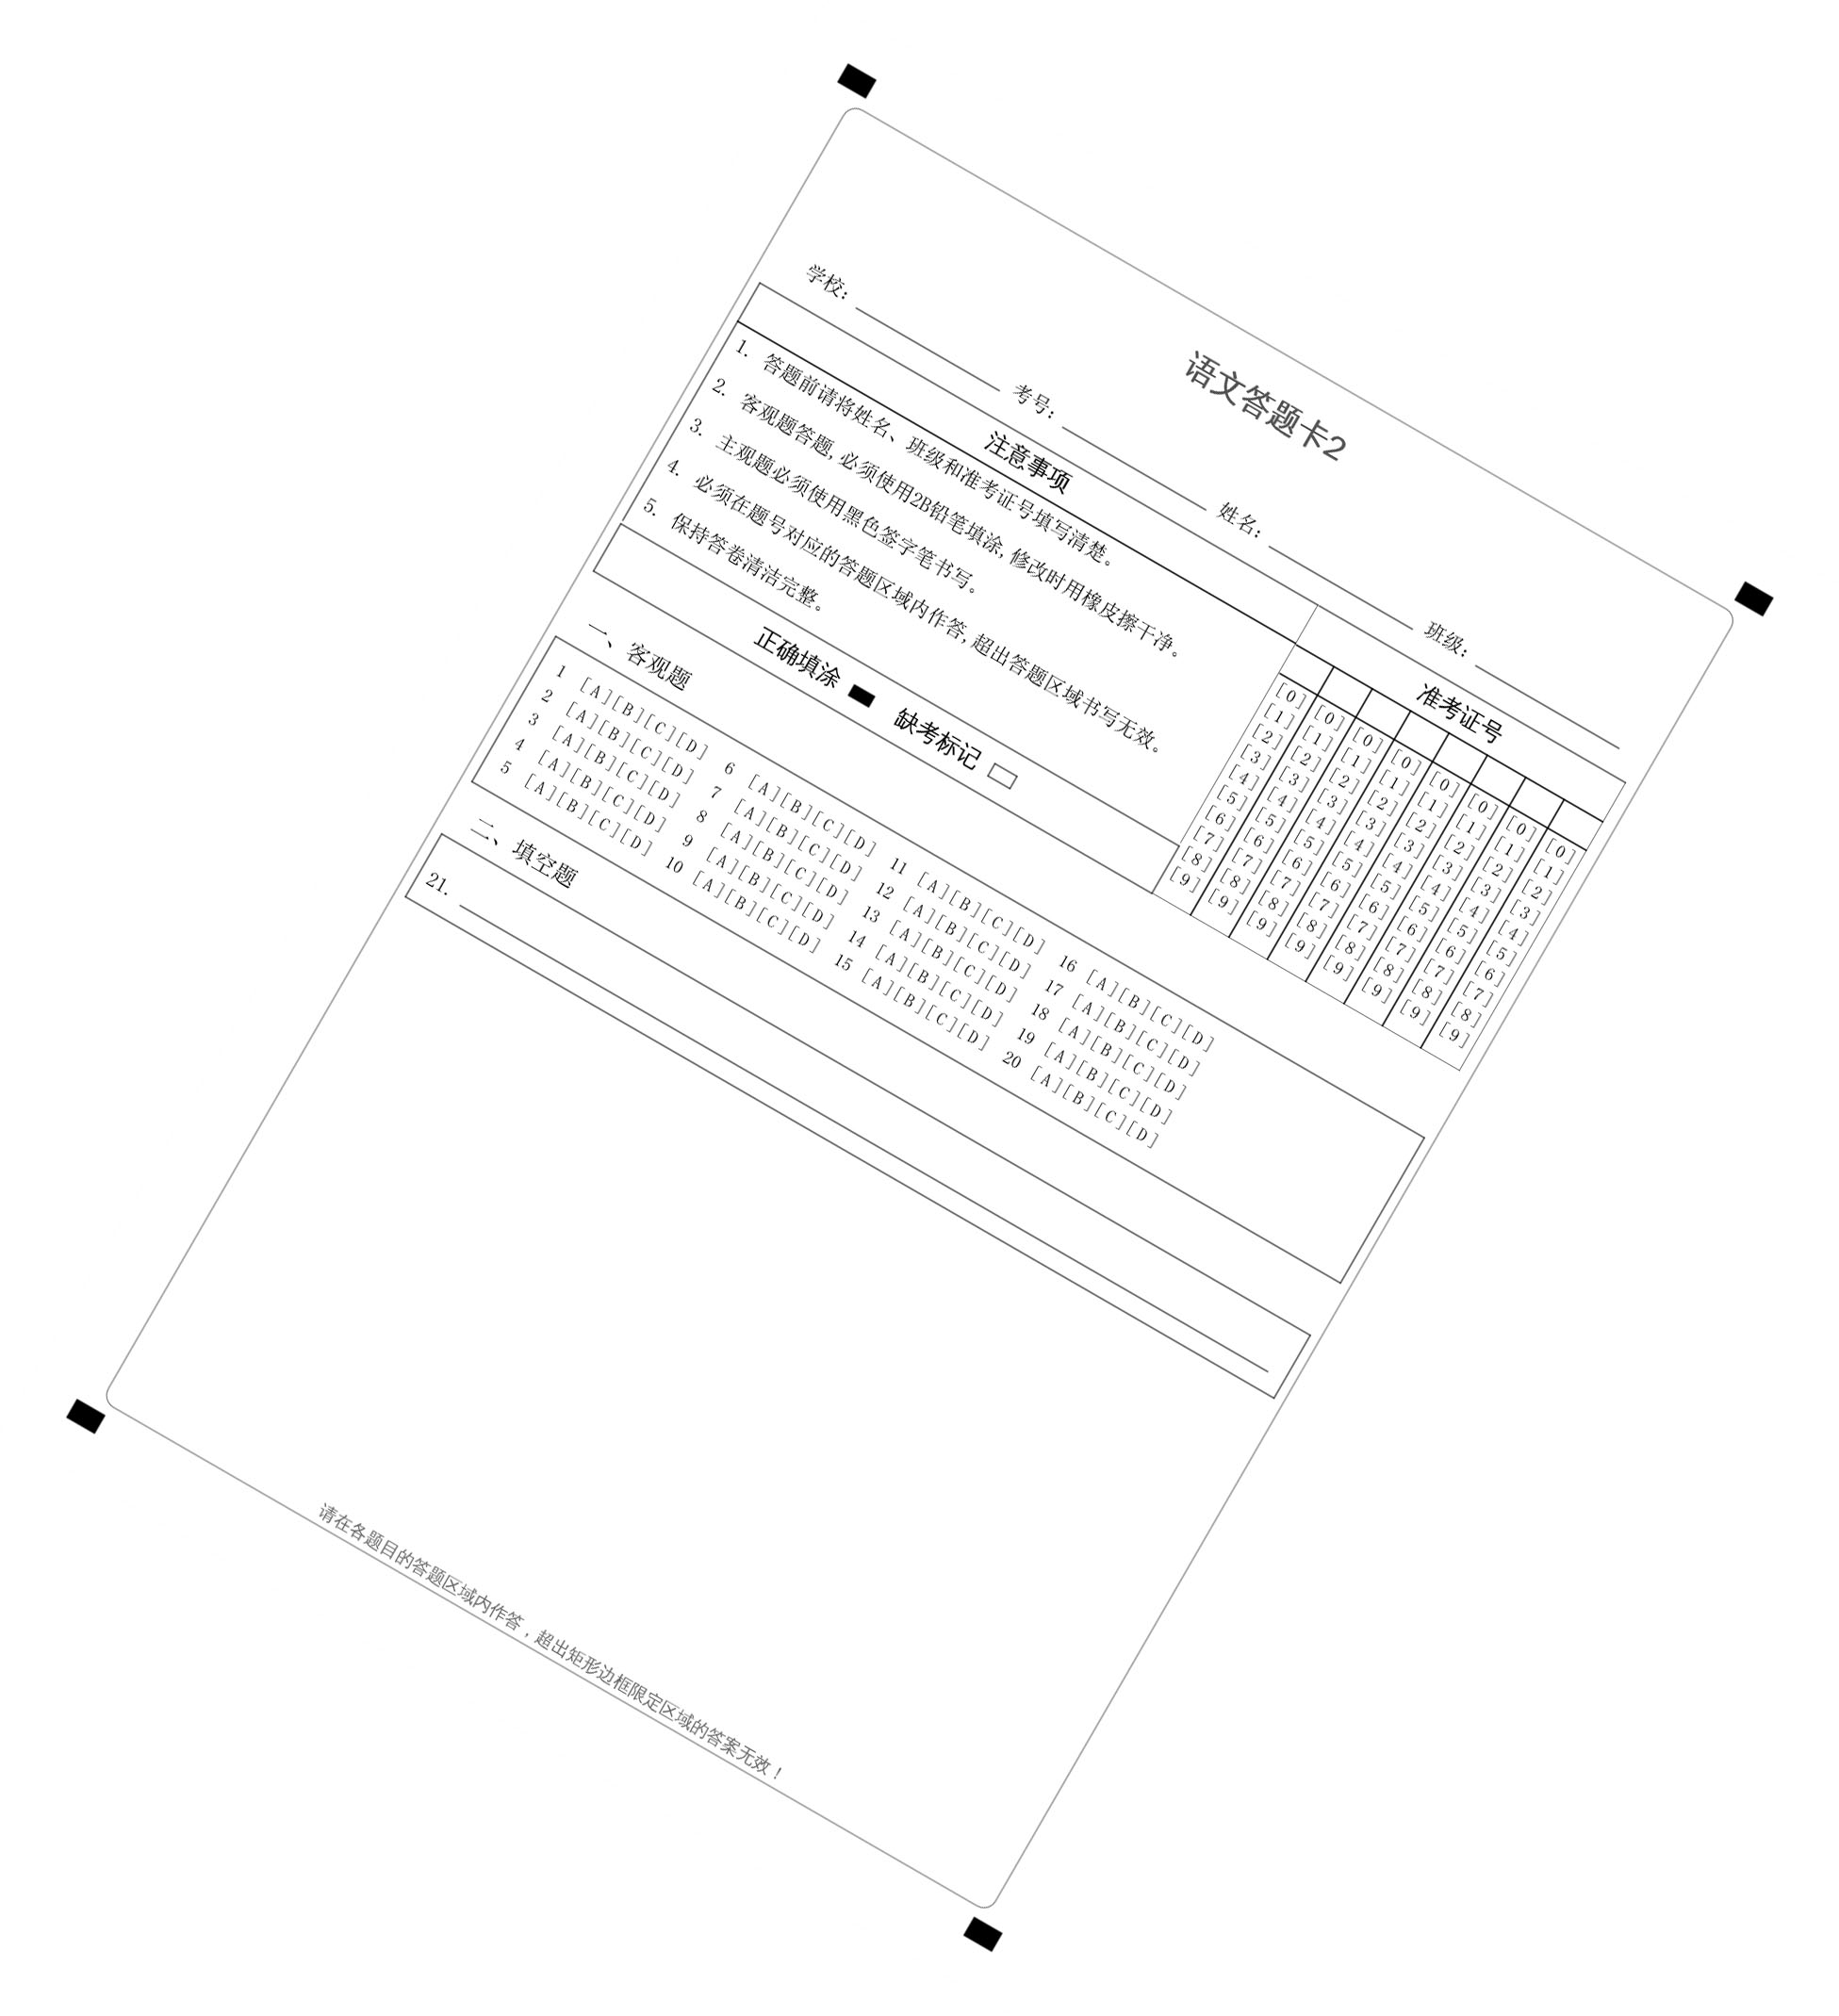 语文答题卡2
学校: 考号: 姓名: 班级:
注意事项
1. 答题前请将姓名、班级和准考证号填写清楚。
2. 客观题答题,必须使用2B铅笔填涂,修改时用橡皮擦干净。
3. 主观题必须使用黑色签字笔书写。
4. 必须在题号对应的答题区域内作答,超出答题区域书写无效。
5. 保持答卷清洁完整。
正确填涂 缺考标记
准考证号
[0] [0] [0] [0] [0] [0] [0] [0]
[1] [1] [1] [1] [1] [1] [1] [1]
[2] [2] [2] [2] [2] [2] [2] [2]
[3] [3] [3] [3] [3] [3] [3] [3]
[4] [4] [4] [4] [4] [4] [4] [4]
[5] [5] [5] [5] [5] [5] [5] [5]
[6] [6] [6] [6] [6] [6] [6] [6]
[7] [7] [7] [7] [7] [7] [7] [7]
[8] [8] [8] [8] [8] [8] [8] [8]
[9] [9] [9] [9] [9] [9] [9] [9]
一、客观题
1 [A][B][C][D] 6 [A][B][C][D] 11 [A][B][C][D] 16 [A][B][C][D]
2 [A][B][C][D] 7 [A][B][C][D] 12 [A][B][C][D] 17 [A][B][C][D]
3 [A][B][C][D] 8 [A][B][C][D] 13 [A][B][C][D] 18 [A][B][C][D]
4 [A][B][C][D] 9 [A][B][C][D] 14 [A][B][C][D] 19 [A][B][C][D]
5 [A][B][C][D] 10 [A][B][C][D] 15 [A][B][C][D] 20 [A][B][C][D]
二、填空题
21.
请在各题目的答题区域内作答，超出矩形边框限定区域的答案无效！